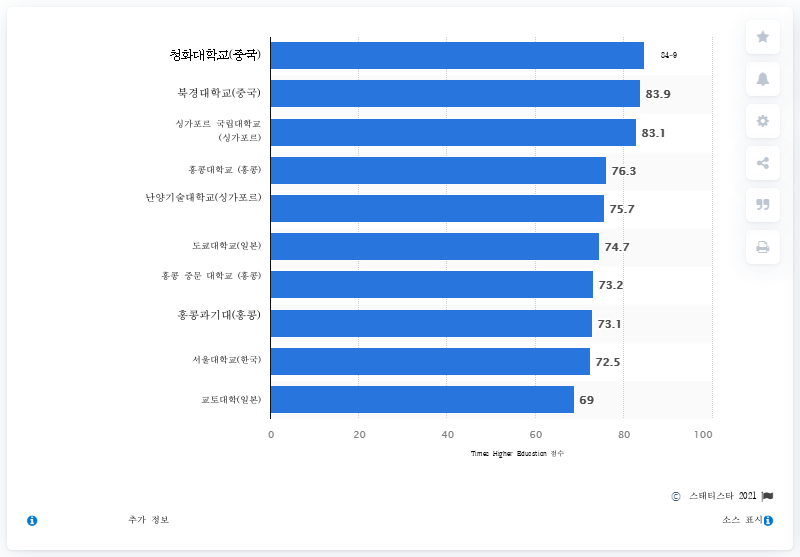 청화대학교(중국)
84-9
북경대학교(중국)
83.9
싱가포르 국립대학교
(싱가포르)
83.1
홍콩대학교 (홍콩)
76.3
난양기술대학교(싱가포르)
75.7
도쿄대학교(일본)
74.7
홍콩 중문 대학교 (홍콩)
73.2
홍콩과기대(홍콩)
73.1
서울대학교(한국)
72.5
교토대학(일본)
69
0 20 40 60 80 100
Times Higher Education 점수
© 스태티스타 2021
추가 정보
소스 표시